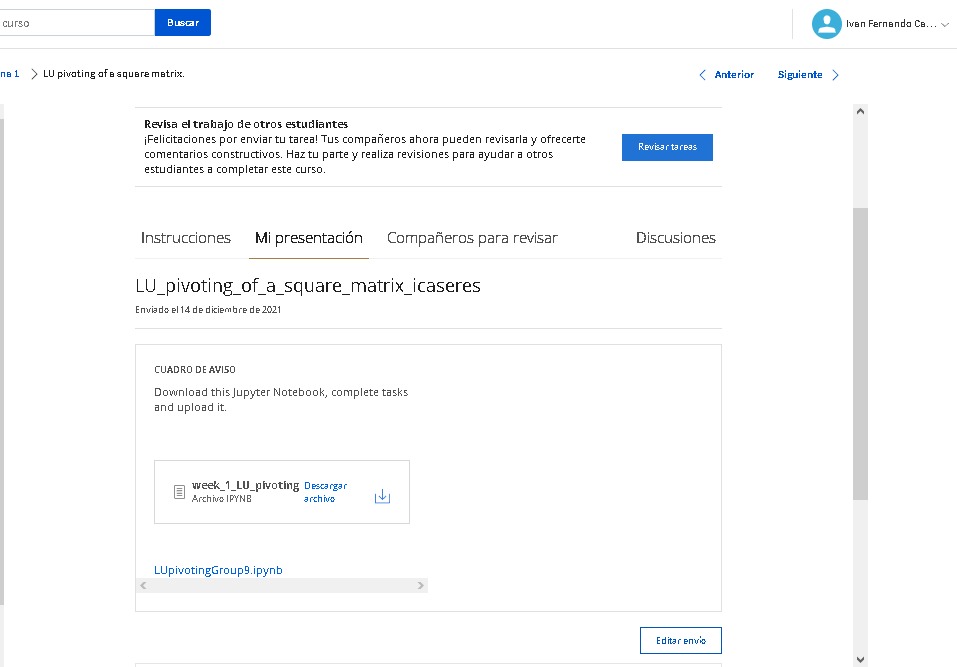 curso
Buscar
Ivan Fernando Ca...
na 1 > LU pivoting of a square matrix.
Anterior
Siguiente
Revisa el trabajo de otros estudiantes
¡Felicitaciones por enviar tu tarea! Tus compañeros ahora pueden revisarla y ofrecerte
comentarios constructivos. Haz tu parte y realiza revisiones para ayudar a otros
estudiantes a completar este curso.
Revisar tareas
Instrucciones
Mi presentación
Compañeros para revisar
Discusiones
LU_pivoting_of_a_square_matrix_icaseres
Enviado el 14 de diciembre de 2021
CUADRO DE AVISO
Download this Jupyter Notebook, complete tasks
and upload it.
week_1_LU_pivoting
Archivo IPYNB
Descargar
archivo
LUpivotingGroup9.ipynb
Editar envío